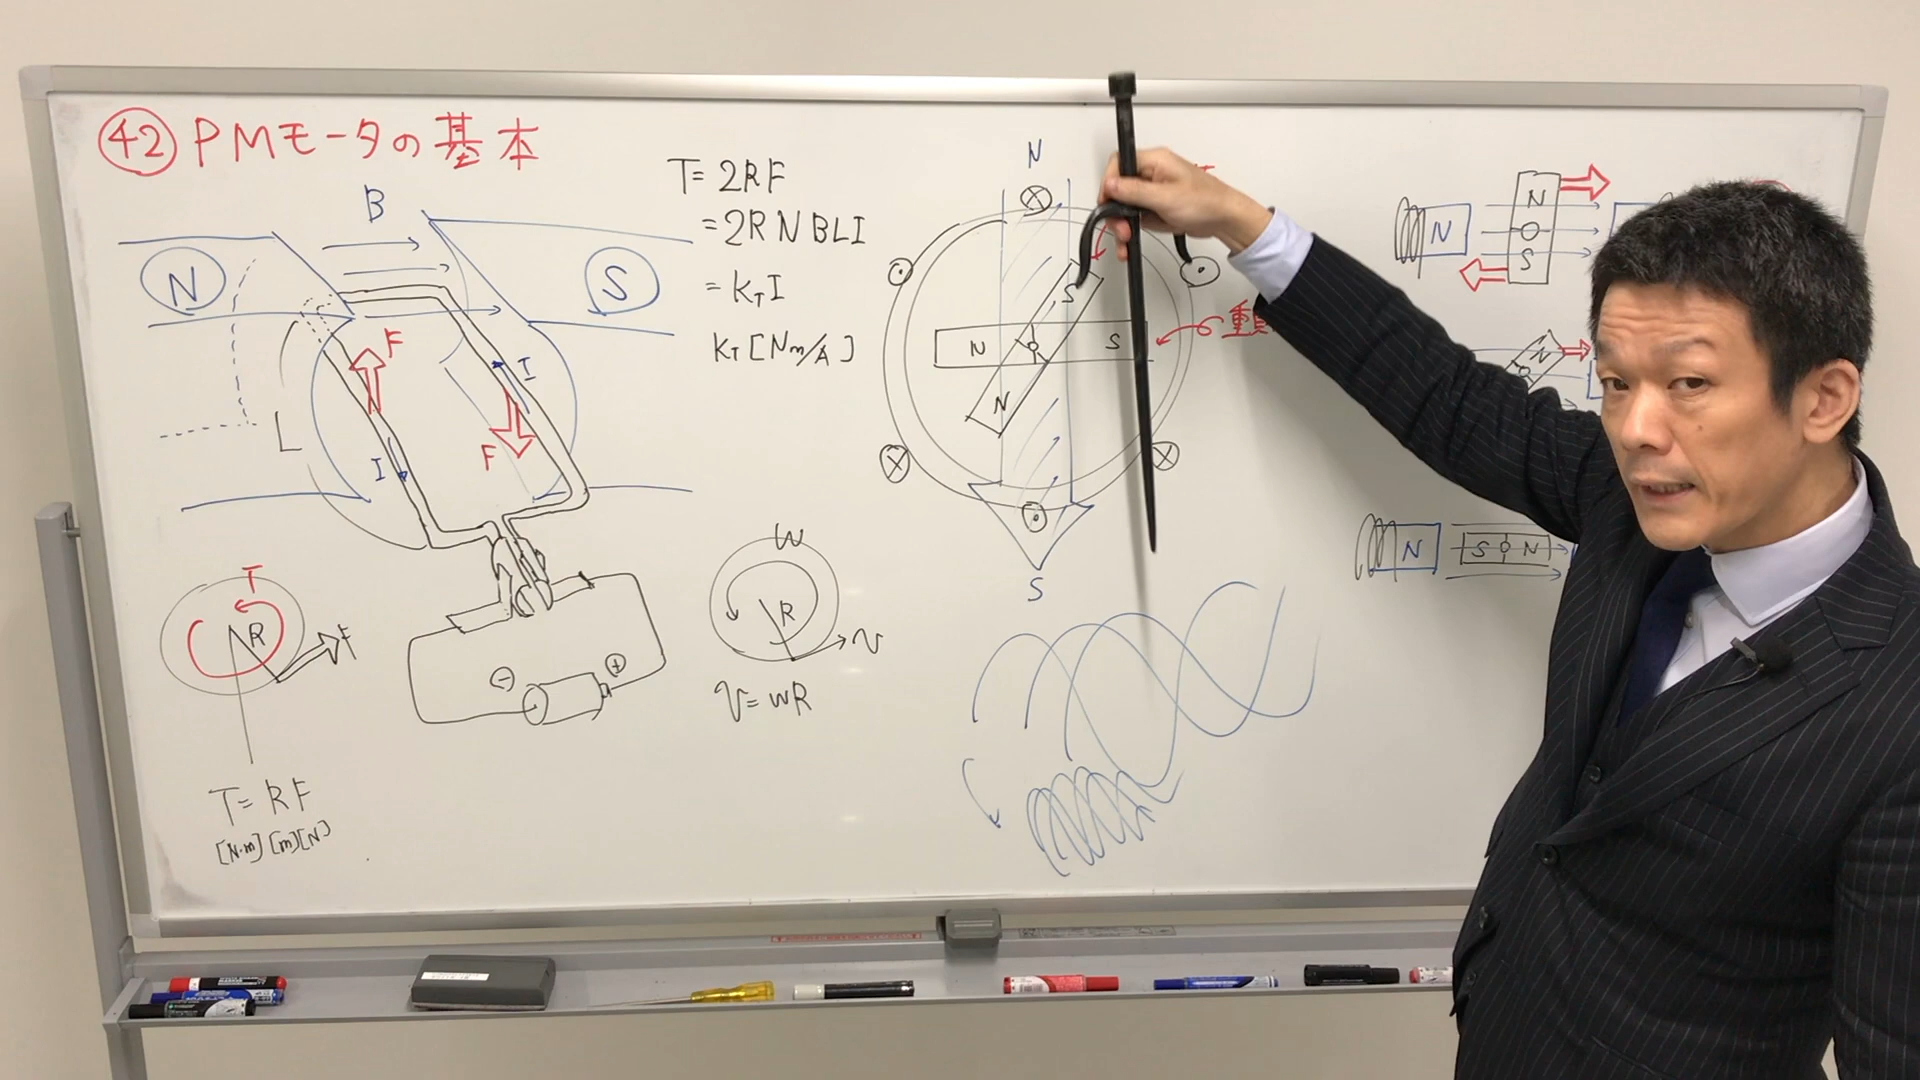 ㊷ PMモータの基本
B
N
S
F
F
I
I
L
T
R
F
T= RF
[N·m] [m][N]
⊖
⊕
T= 2RF
= 2RNBLI
= KTI
KT [Nm/A]
W
R
v
v= wR
N
S
N
S
N
S
N
N
O
S
N
N
S O N